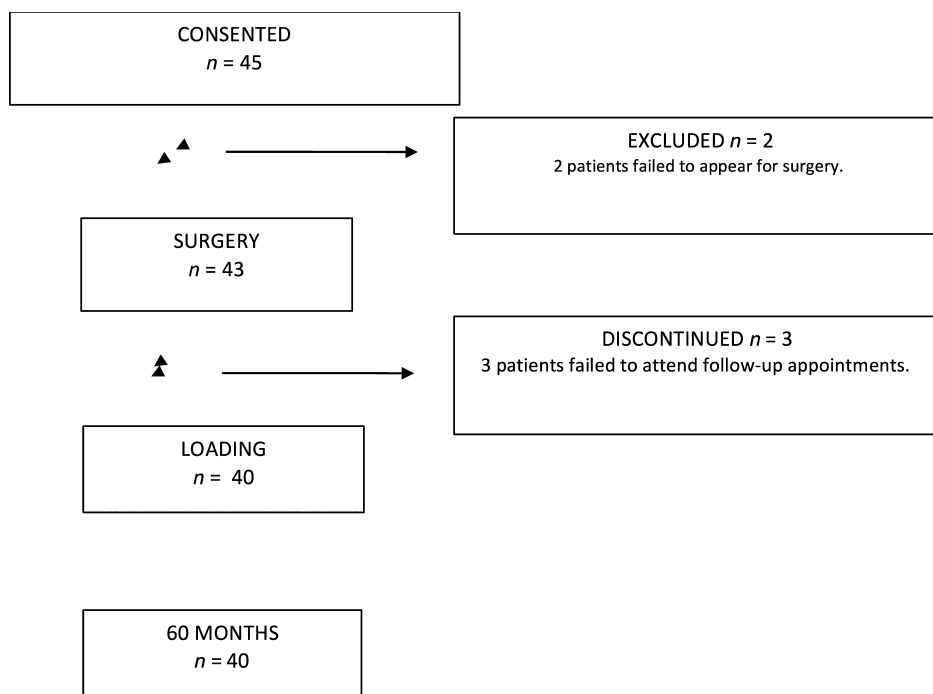 CONSENTED
n = 45
EXCLUDED n = 2
2 patients failed to appear for surgery.
SURGERY
n = 43
DISCONTINUED n = 3
3 patients failed to attend follow-up appointments.
LOADING
n = 40
60 MONTHS
n = 40